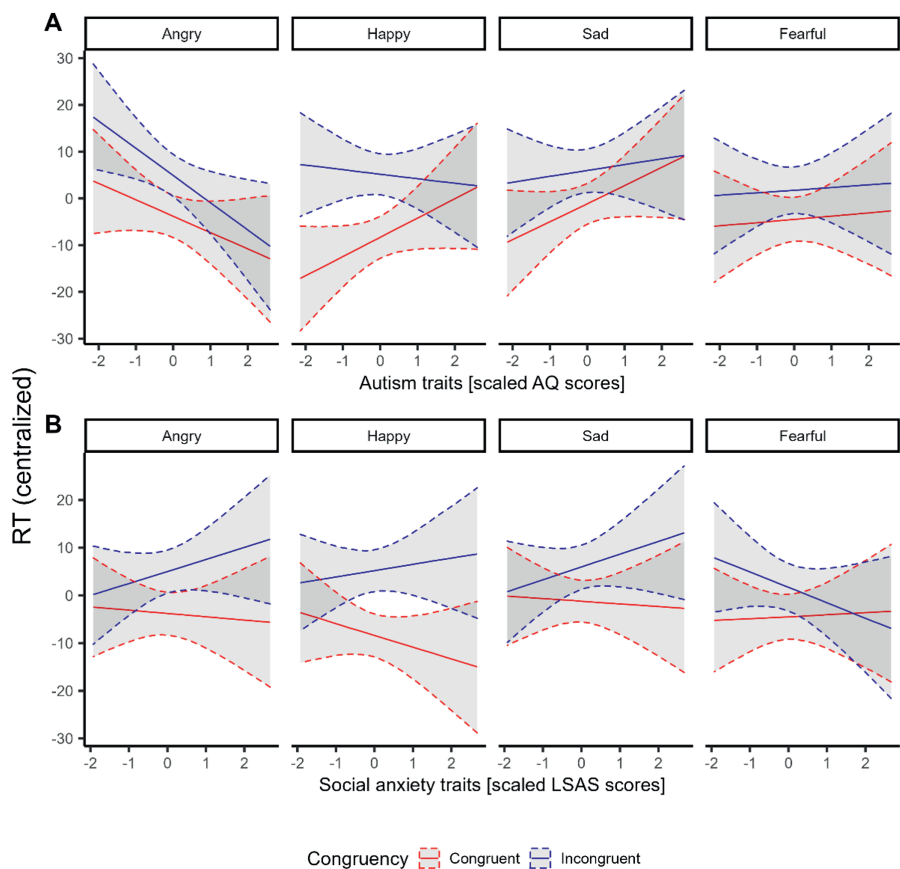 A
Angry Happy Sad Fearful
30
20
10
0
-10
-20
-30
-2 -1 0 1 2 -2 -1 0 1 2 -2 -1 0 1 2 -2 -1 0 1 2
Autism traits [scaled AQ scores]
RT (centralized)
B
Angry Happy Sad Fearful
20
10
0
-10
-20
-30
-2 -1 0 1 2 -2 -1 0 1 2 -2 -1 0 1 2 -2 -1 0 1 2
Social anxiety traits [scaled LSAS scores]
Congruency Congruent Incongruent